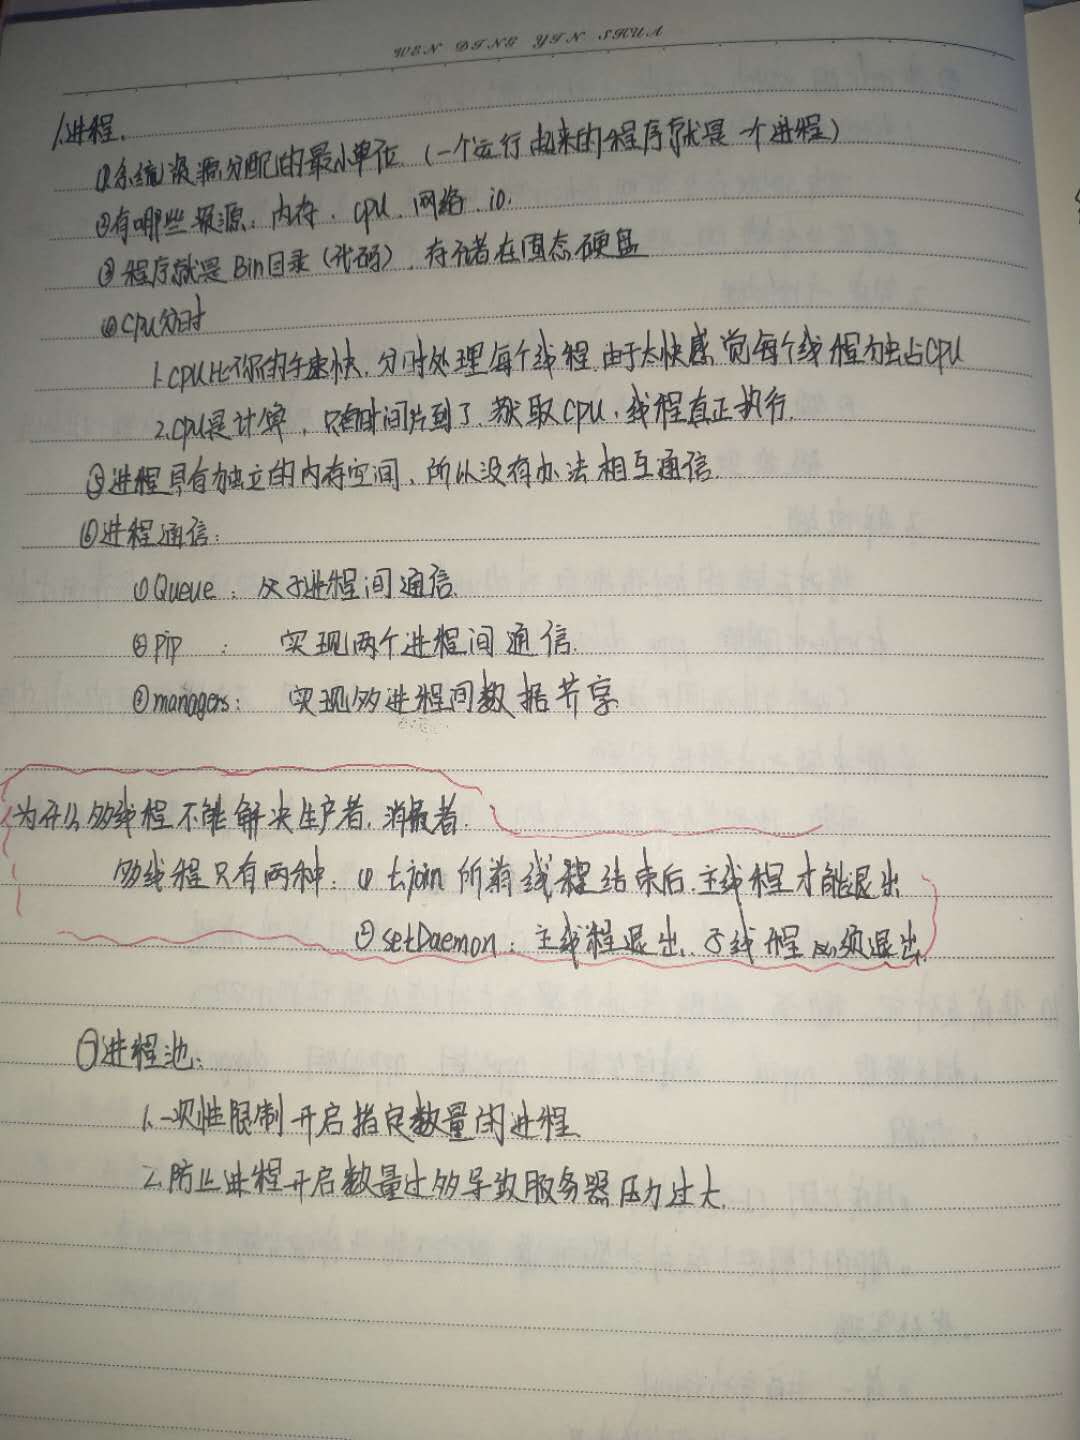 WEN DING YIN SHUA
1.进程.
①系统资源分配的最小单位 (一个运行起来的程序就是一个进程)
②有哪些资源: 内存. cpu. 网络. io.
③程序就是Bin目录(代码), 存储者在固态硬盘
④CPU分时
1.CPU比你的手速快, 分时处理每个线程, 由于太快感觉每个线程独占CPU
2.CPU是计算, 只有时间片到了, 获取CPU, 线程真正执行.
⑤进程具有独立的内存空间, 所以没有办法相互通信.
⑥进程通信:
①Queue: 父子进程间通信.
②pip : 实现两个进程间通信.
③managers: 实现多进程间数据共享
为什么多线程不能解决生产者, 消费者.
多线程只有两种: ① t.join 所有线程结束后, 主线程才能退出
② setDaemon: 主线程退出, 子线程必须退出.
⑦进程池:
1.一次性限制开启指定数量的进程
2.防止进程开启数量过多导致服务器压力过大.